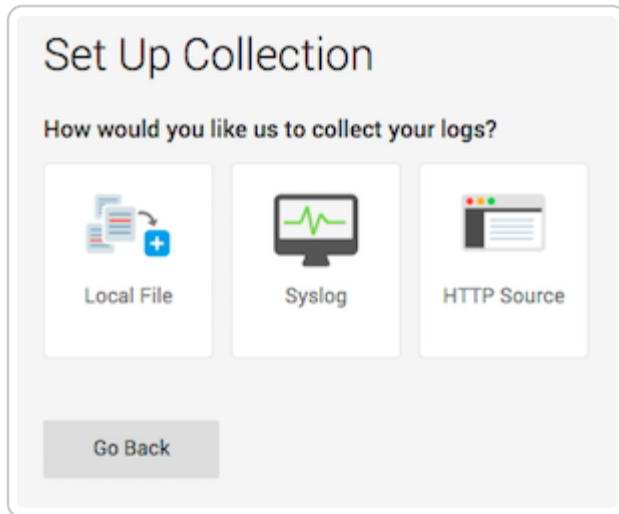 Set Up Collection
How would you like us to collect your logs?
Local File
Syslog
HTTP Source
Go Back